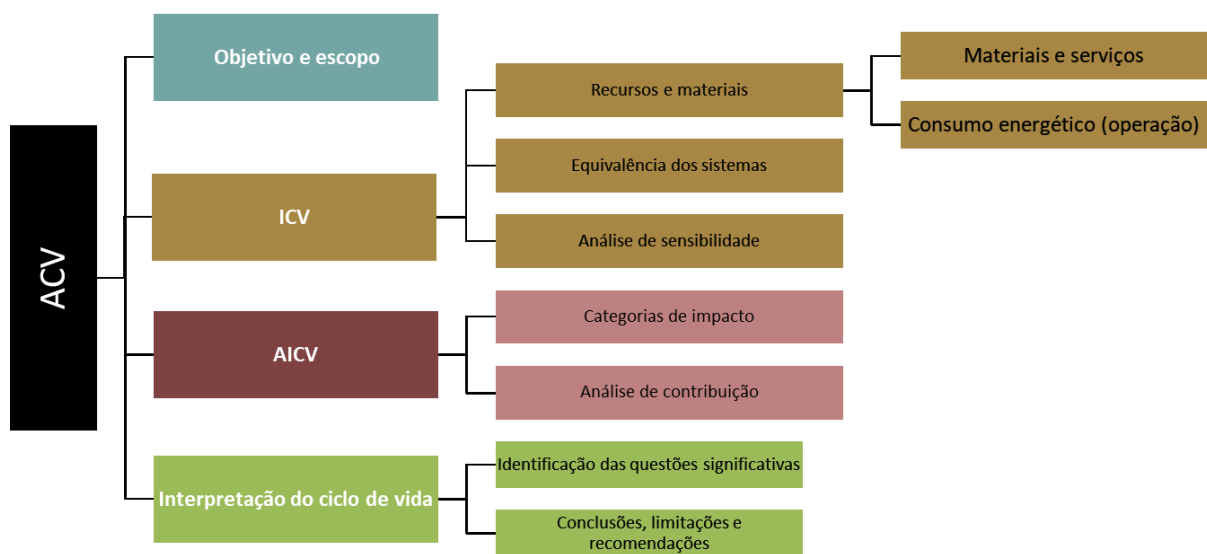 ACV
Objetivo e escopo
ICV
Recursos e materiais
Materiais e serviços
Consumo energético (operação)
Equivalência dos sistemas
Análise de sensibilidade
AICV
Categorias de impacto
Análise de contribuição
Interpretação do ciclo de vida
Identificação das questões significativas
Conclusões, limitações e
recomendações